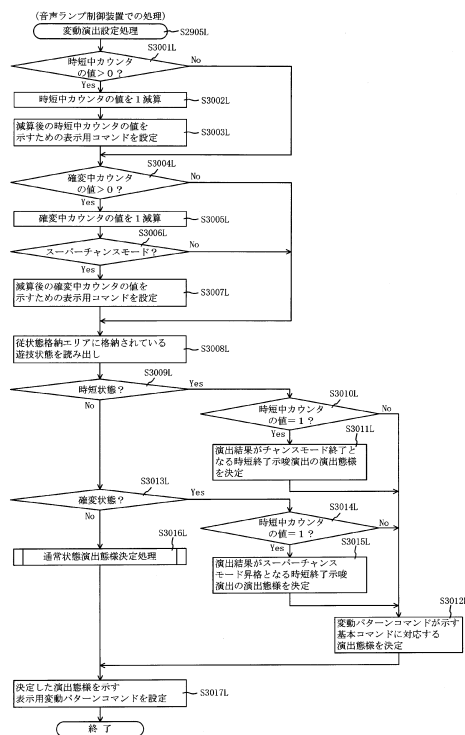 (音声ランプ制御装置での処理)
変動演出設定処理
S2905L
S3001L
時短中カウンタ
の値>0?
No
Yes
時短中カウンタの値を1減算
S3002L
減算後の時短中カウンタの値を
示すための表示用コマンドを設定
S3003L
S3004L
確変中カウンタ
の値>0?
No
Yes
確変中カウンタの値を1減算
S3005L
S3006L
スーパーチャンスモード?
No
Yes
減算後の確変中カウンタの値を
示すための表示用コマンドを設定
S3007L
従状態格納エリアに格納されている
遊技状態を読み出し
S3008L
S3009L
時短状態?
Yes
No
S3010L
時短中カウンタ
の値=1?
No
Yes
S3011L
演出結果がチャンスモード終了と
なる時短終了示唆演出の演出態様
を決定
S3013L
確変状態?
Yes
No
S3014L
時短中カウンタ
の値=1?
No
Yes
S3015L
演出結果がスーパーチャンス
モード昇格となる時短終了示唆
演出の演出態様を決定
S3016L
通常状態演出態様決定処理
S3012L
変動パターンコマンドが示す
基本コマンドに対応する
演出態様を決定
決定した演出態様を示す
表示用変動パターンコマンドを設定
S3017L
終了